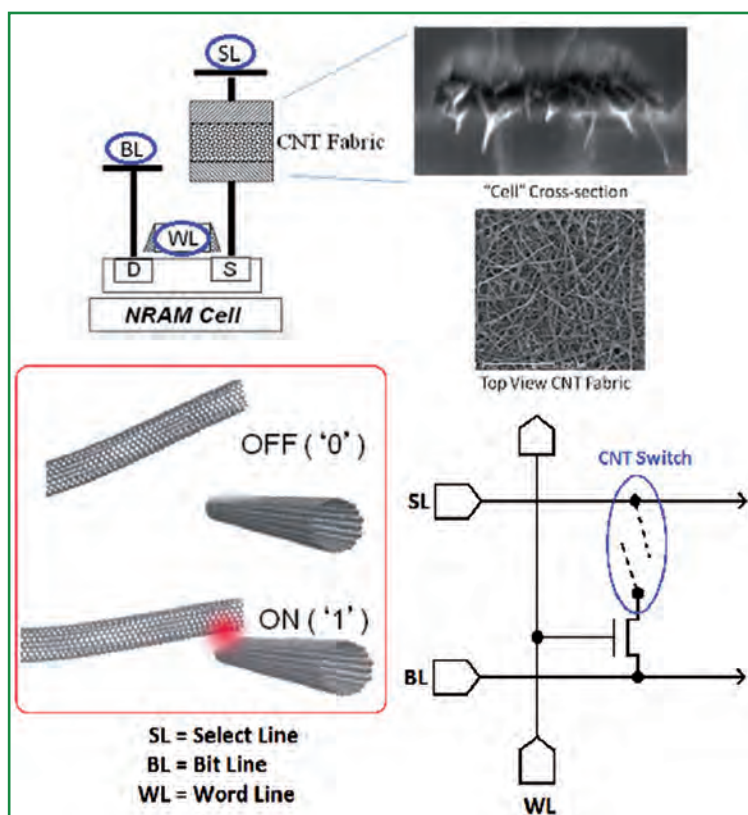 SL
BL
CNT Fabric
WL
D
S
NRAM Cell
"Cell" Cross-section
Top View CNT Fabric
OFF ('0')
ON ('1')
SL = Select Line
BL = Bit Line
WL = Word Line
CNT Switch
SL
BL
WL